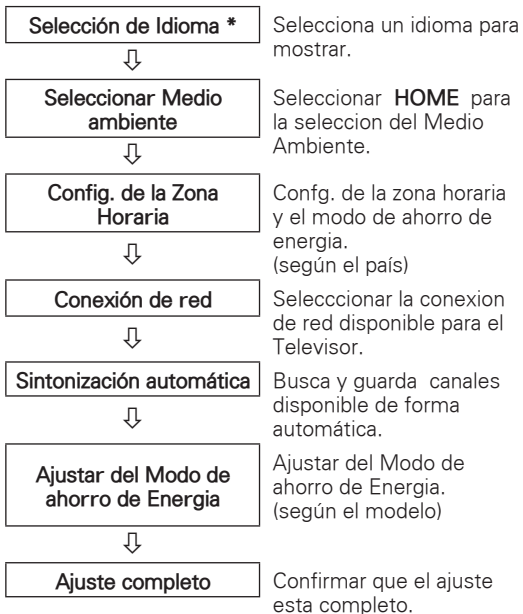 Selección de Idioma *
Selecciona un idioma para
mostrar.
Seleccionar Medio
ambiente
Seleccionar HOME para
la seleccion del Medio
Ambiente.
Config. de la Zona
Horaria
Confg. de la zona horaria
y el modo de ahorro de
energia.
(según el país)
Conexión de red
Selecccionar la conexion
de red disponible para el
Televisor.
Sintonización automática
Busca y guarda canales
disponible de forma
automática.
Ajustar del Modo de
ahorro de Energia
Ajustar del Modo de
ahorro de Energia.
(según el modelo)
Ajuste completo
Confirmar que el ajuste
esta completo.